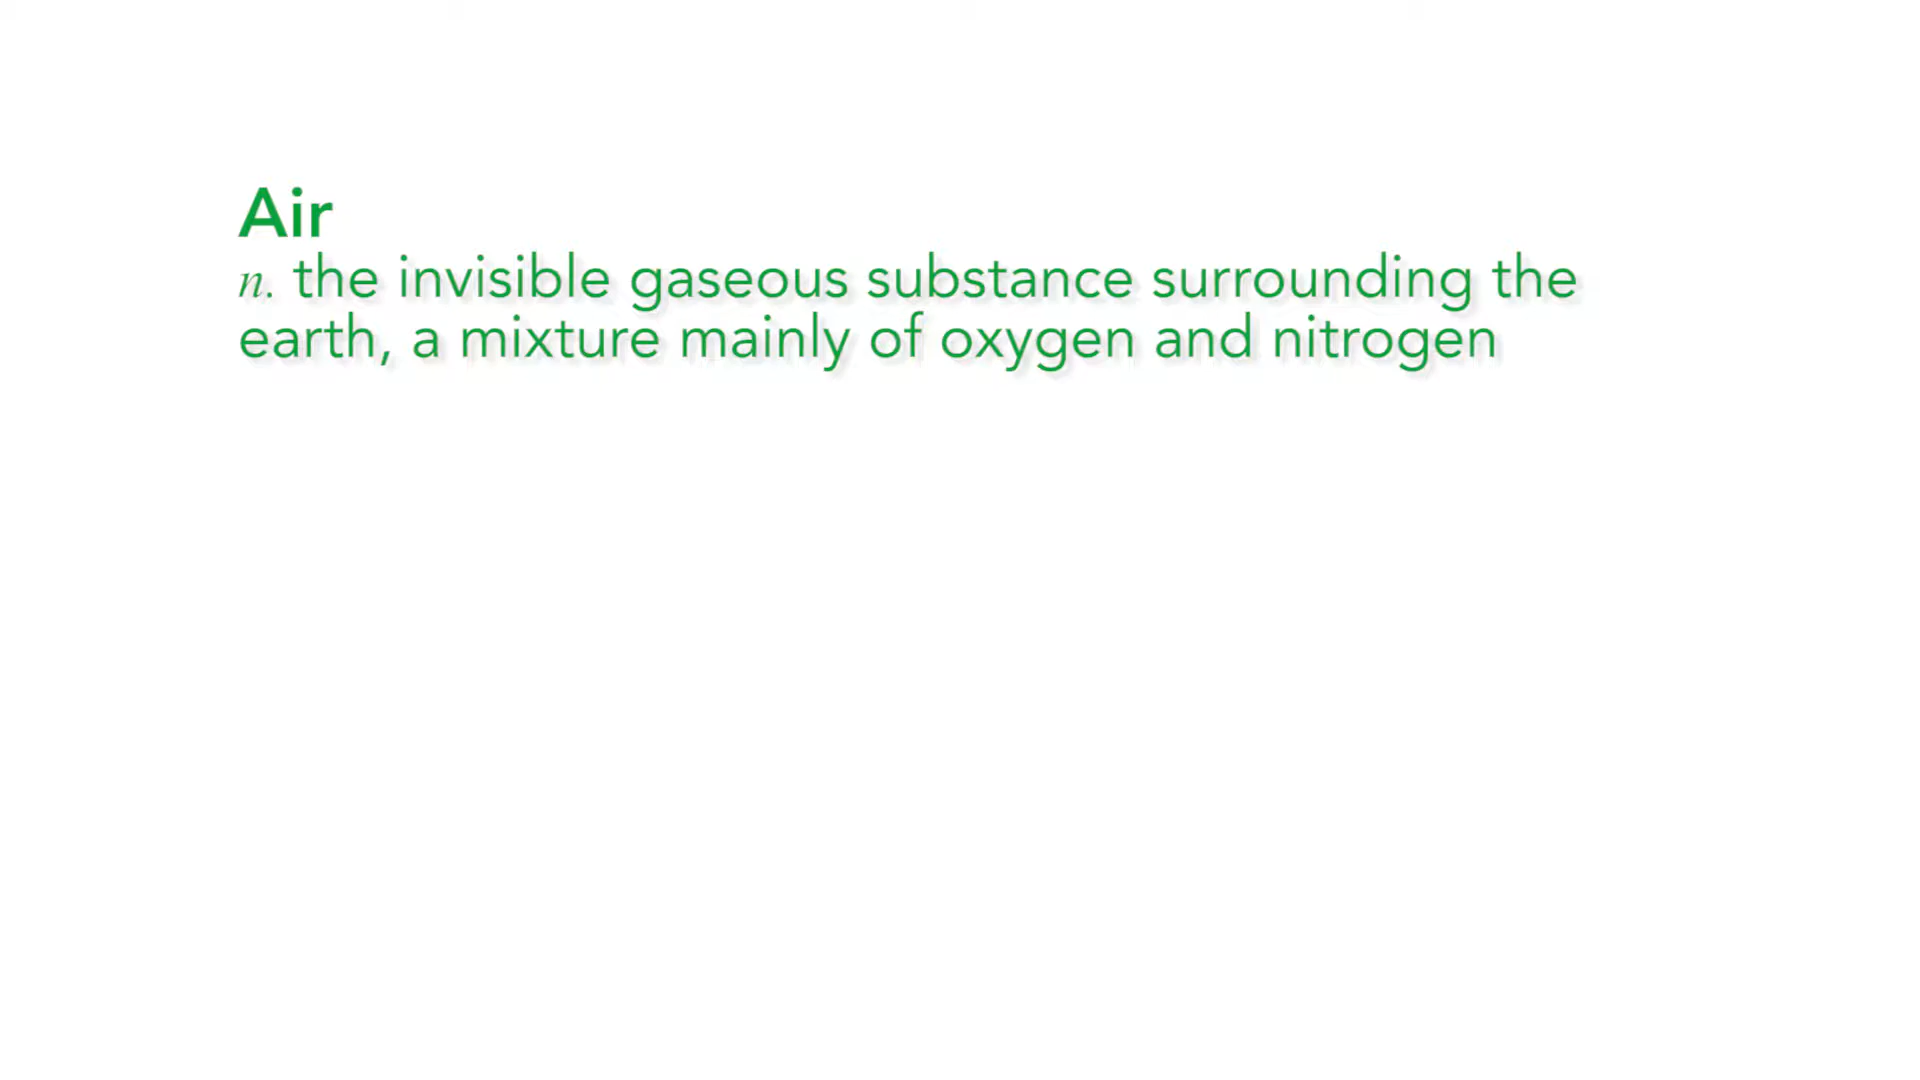 Air
n. the invisible gaseous substance surrounding the
earth, a mixture mainly of oxygen and nitrogen